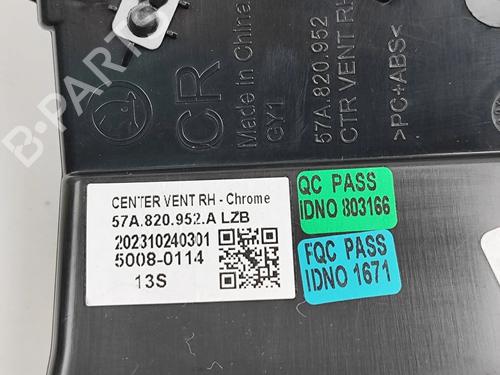 B-PARTS
CR
Made in China
GY1
57A.820.952
CTR VENT RH
>PC+ABS<
CENTER VENT RH - Chrome
57A.820.952.A LZB
202310240301
5008-0114
13S
QC PASS
IDNO 803166
FQC PASS
IDNO 1671